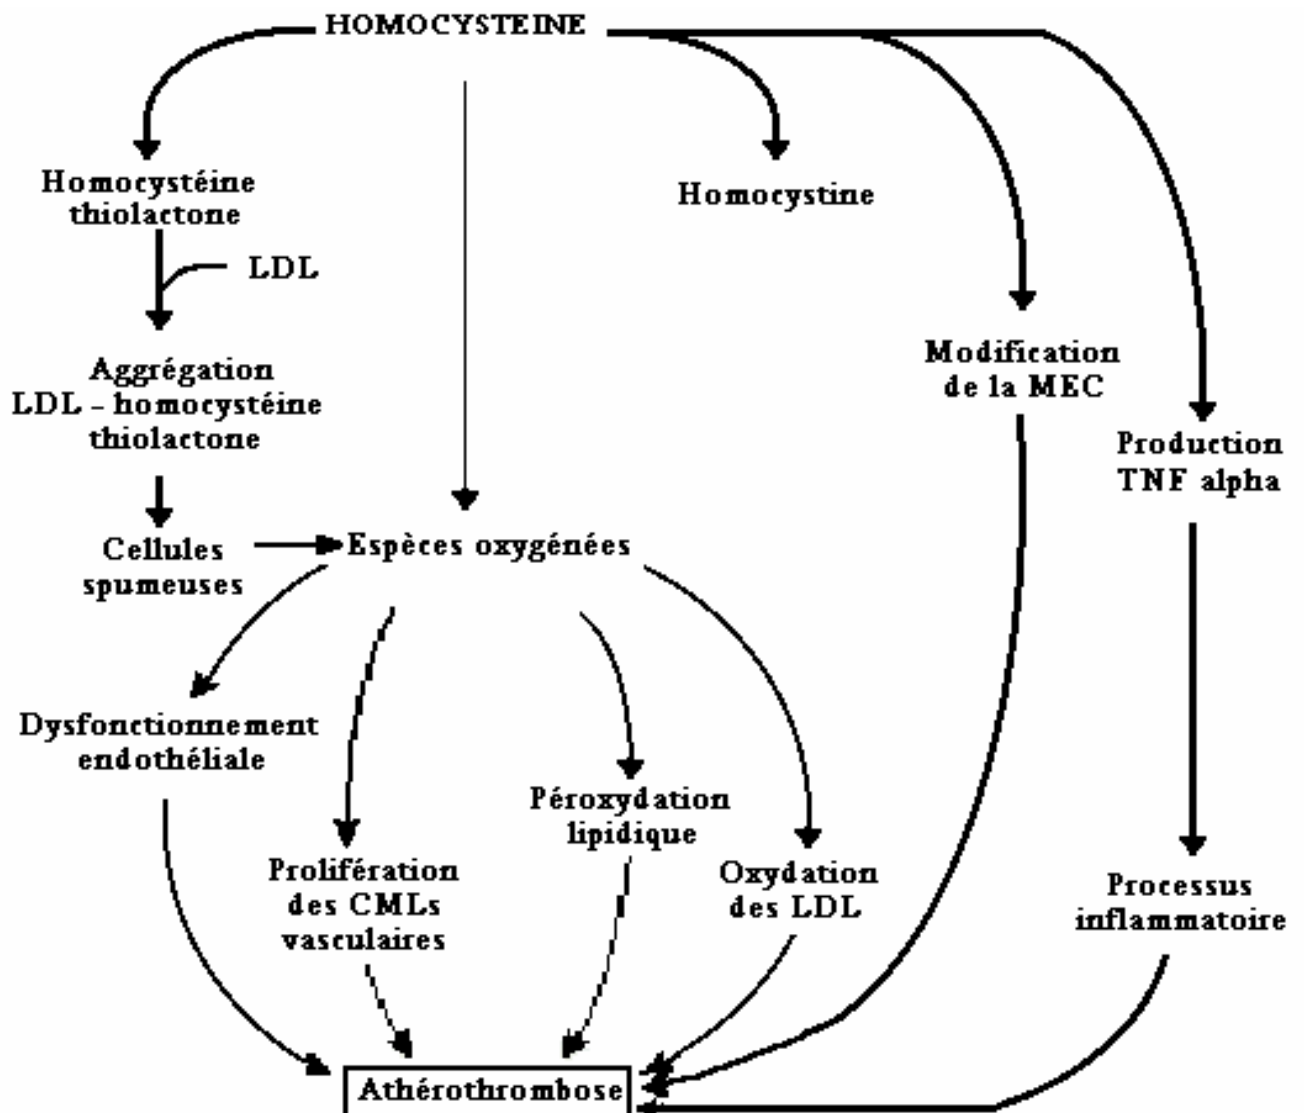 HOMOCYSTEINE
Homocystéine
thiolactone
Homocystine
LDL
Modification
de la MEC
Aggrégation
LDL - homocystéine
thiolactone
Production
TNF alpha
Cellules
spumeuses
Espèces oxygénées
Dysfonctionnement
endothéliale
Péroxydation
lipidique
Prolifération
des CMLs
vasculaires
Oxydation
des LDL
Processus
inflammatoire
Athérothrombose